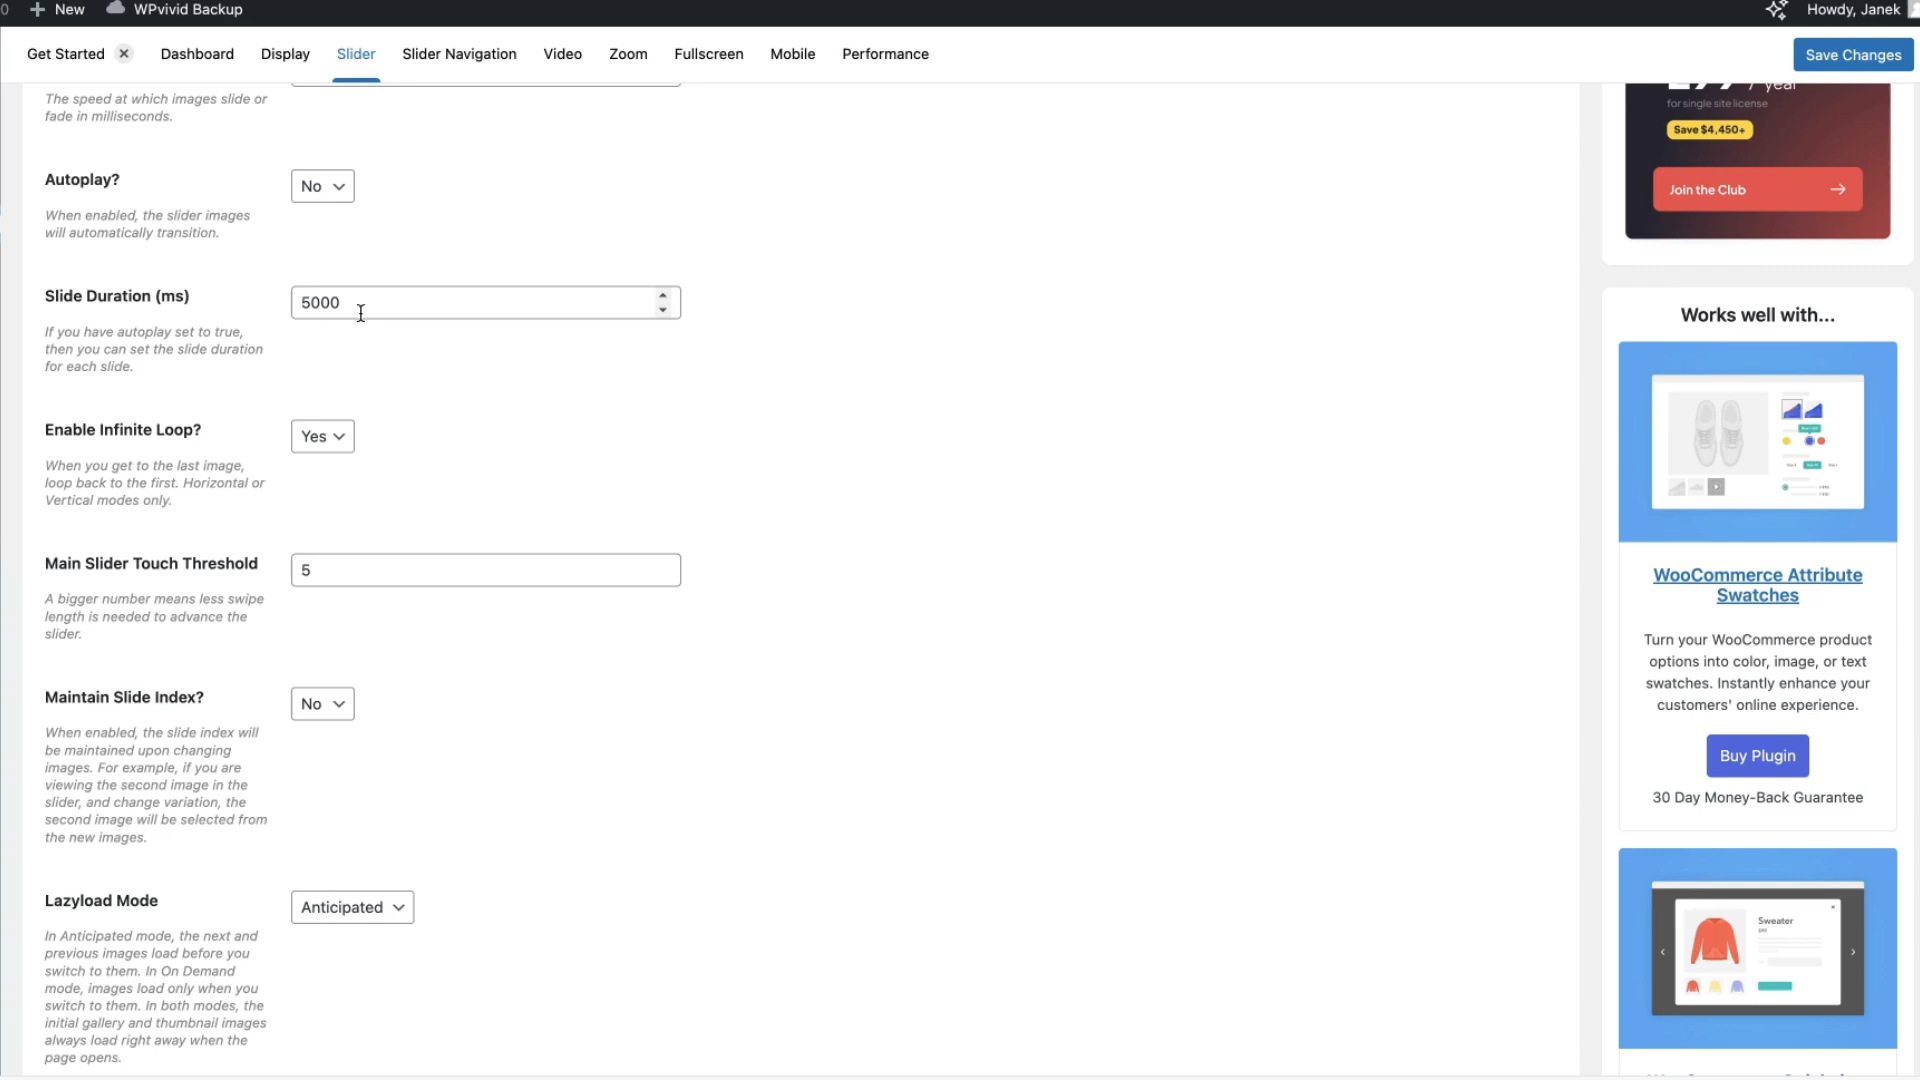 0 New WPvivid Backup Howdy, Janek
Get Started Dashboard Display Slider Slider Navigation Video Zoom Fullscreen Mobile Performance Save Changes
The speed at which images slide or
fade in milliseconds.
Autoplay?
No
When enabled, the slider images
will automatically transition.
Slide Duration (ms)
5000
If you have autoplay set to true,
then you can set the slide duration
for each slide.
Enable Infinite Loop?
Yes
When you get to the last image,
loop back to the first. Horizontal or
Vertical modes only.
Main Slider Touch Threshold
5
A bigger number means less swipe
length is needed to advance the
slider.
Maintain Slide Index?
No
When enabled, the slide index will
be maintained upon changing
images. For example, if you are
viewing the second image in the
slider, and change variation, the
second image will be selected from
the new images.
Lazyload Mode
Anticipated
In Anticipated mode, the next and
previous images load before you
switch to them. In On Demand
mode, images load only when you
switch to them. In both modes, the
initial gallery and thumbnail images
always load right away when the
page opens.
/ year
for single site license
Save $4,450+
Join the Club
Works well with...
WooCommerce Attribute
Swatches
Turn your WooCommerce product
options into color, image, or text
swatches. Instantly enhance your
customers' online experience.
Buy Plugin
30 Day Money-Back Guarantee
Sweater